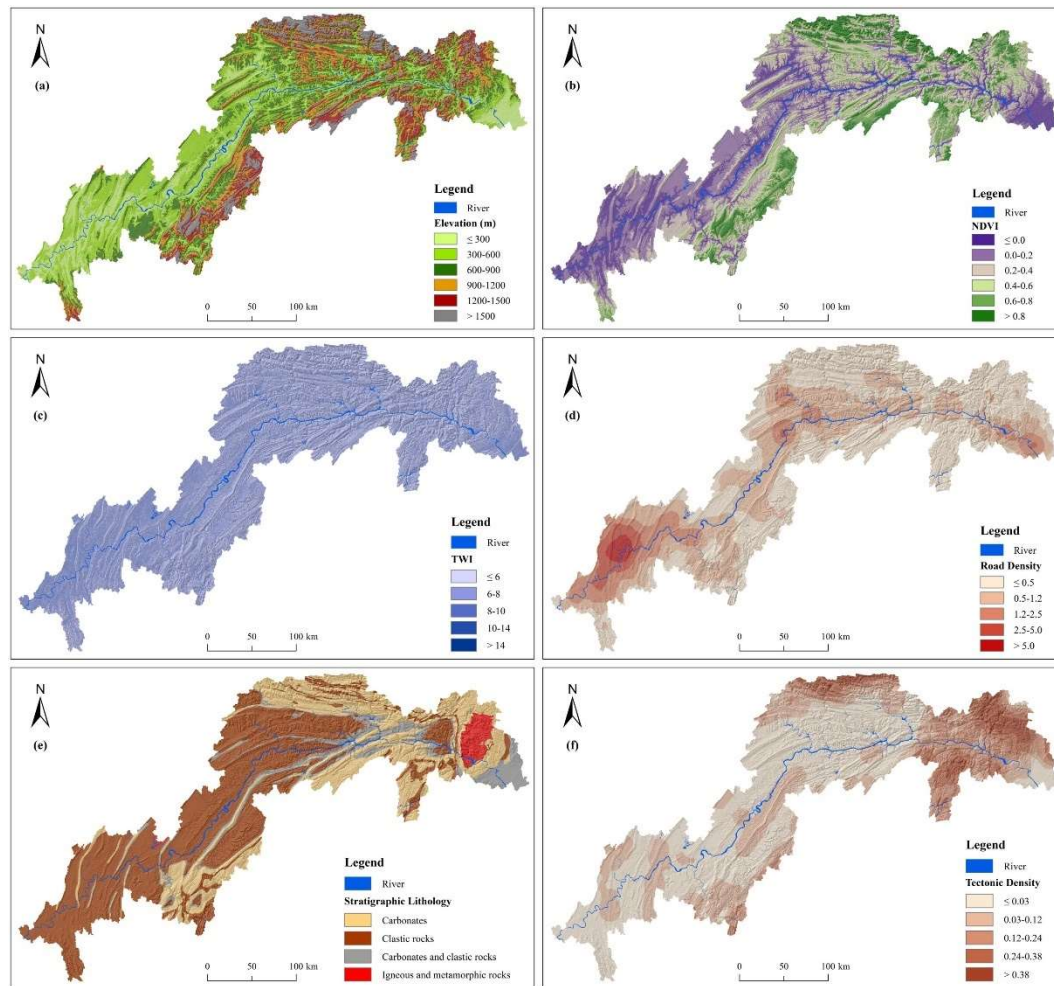 N
(a)
Legend
River
Elevation (m)
≤ 300
300-600
600-900
900-1200
1200-1500
> 1500
0 50 100 km
N
(b)
Legend
River
NDVI
≤ 0.0
0.0-0.2
0.2-0.4
0.4-0.6
0.6-0.8
> 0.8
0 50 100 km
N
(c)
Legend
River
TWI
≤ 6
6-8
8-10
10-14
> 14
0 50 100 km
N
(d)
Legend
River
Road Density
≤ 0.5
0.5-1.2
1.2-2.5
2.5-5.0
> 5.0
0 50 100 km
N
(e)
Legend
River
Stratigraphic Lithology
Carbonates
Clastic rocks
Carbonates and clastic rocks
Igneous and metamorphic rocks
0 50 100 km
N
(f)
Legend
River
Tectonic Density
≤ 0.03
0.03-0.12
0.12-0.24
0.24-0.38
> 0.38
0 50 100 km